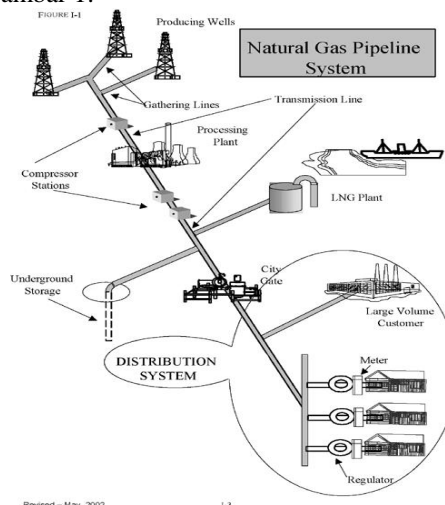 FIGURE I-1
Producing Wells
Natural Gas Pipeline
System
Gathering Lines
Transmission Line
Processing
Plant
Compressor
Stations
LNG Plant
Underground
Storage
City
Gate
Large Volume
Customer
DISTRIBUTION
SYSTEM
Meter
Regulator
Revised – May, 2002